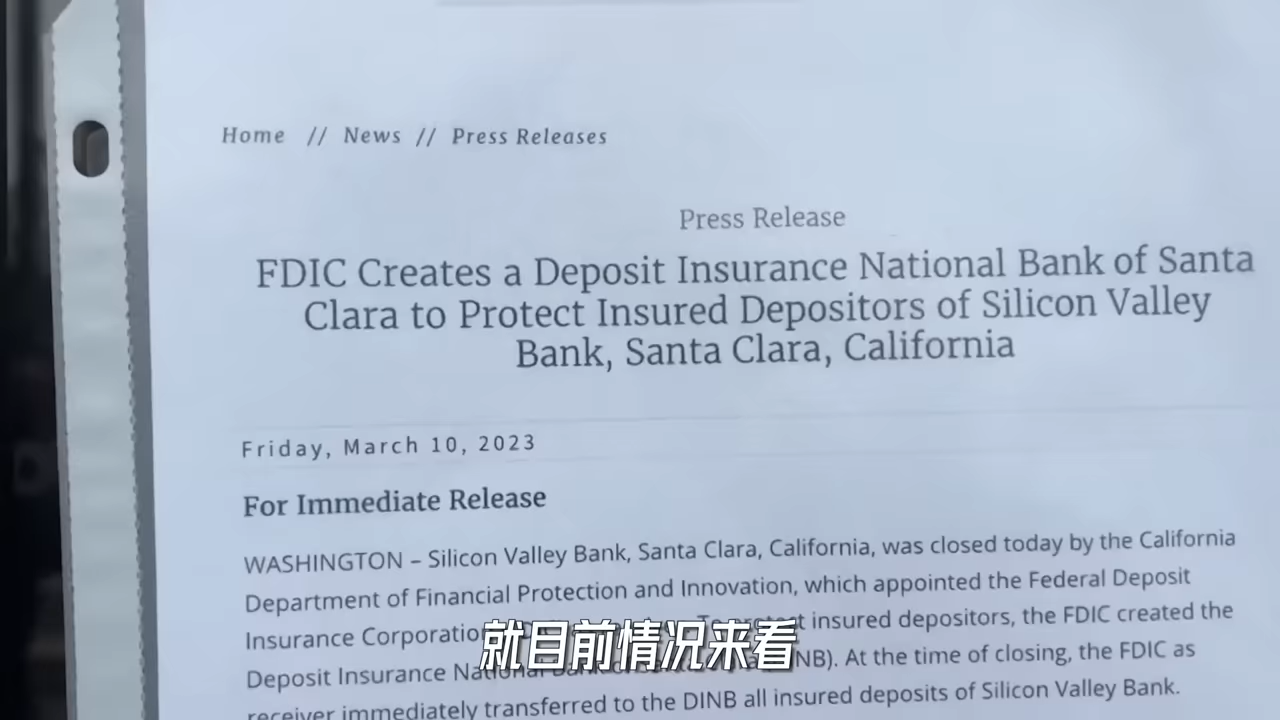 Home // News // Press Releases
Press Release
FDIC Creates a Deposit Insurance National Bank of Santa
Clara to Protect Insured Depositors of Silicon Valley
Bank, Santa Clara, California
Friday, March 10, 2023
For Immediate Release
WASHINGTON – Silicon Valley Bank, Santa Clara, California, was closed today by the California
Department of Financial Protection and Innovation, which appointed the Federal Deposit
Insurance insured depositors, the FDIC created the
就目前情况来看
Deposit Insurance At the time of closing, the FDIC as
receiver immediately transferred to the DINB all insured deposits of Silicon Valley Bank.